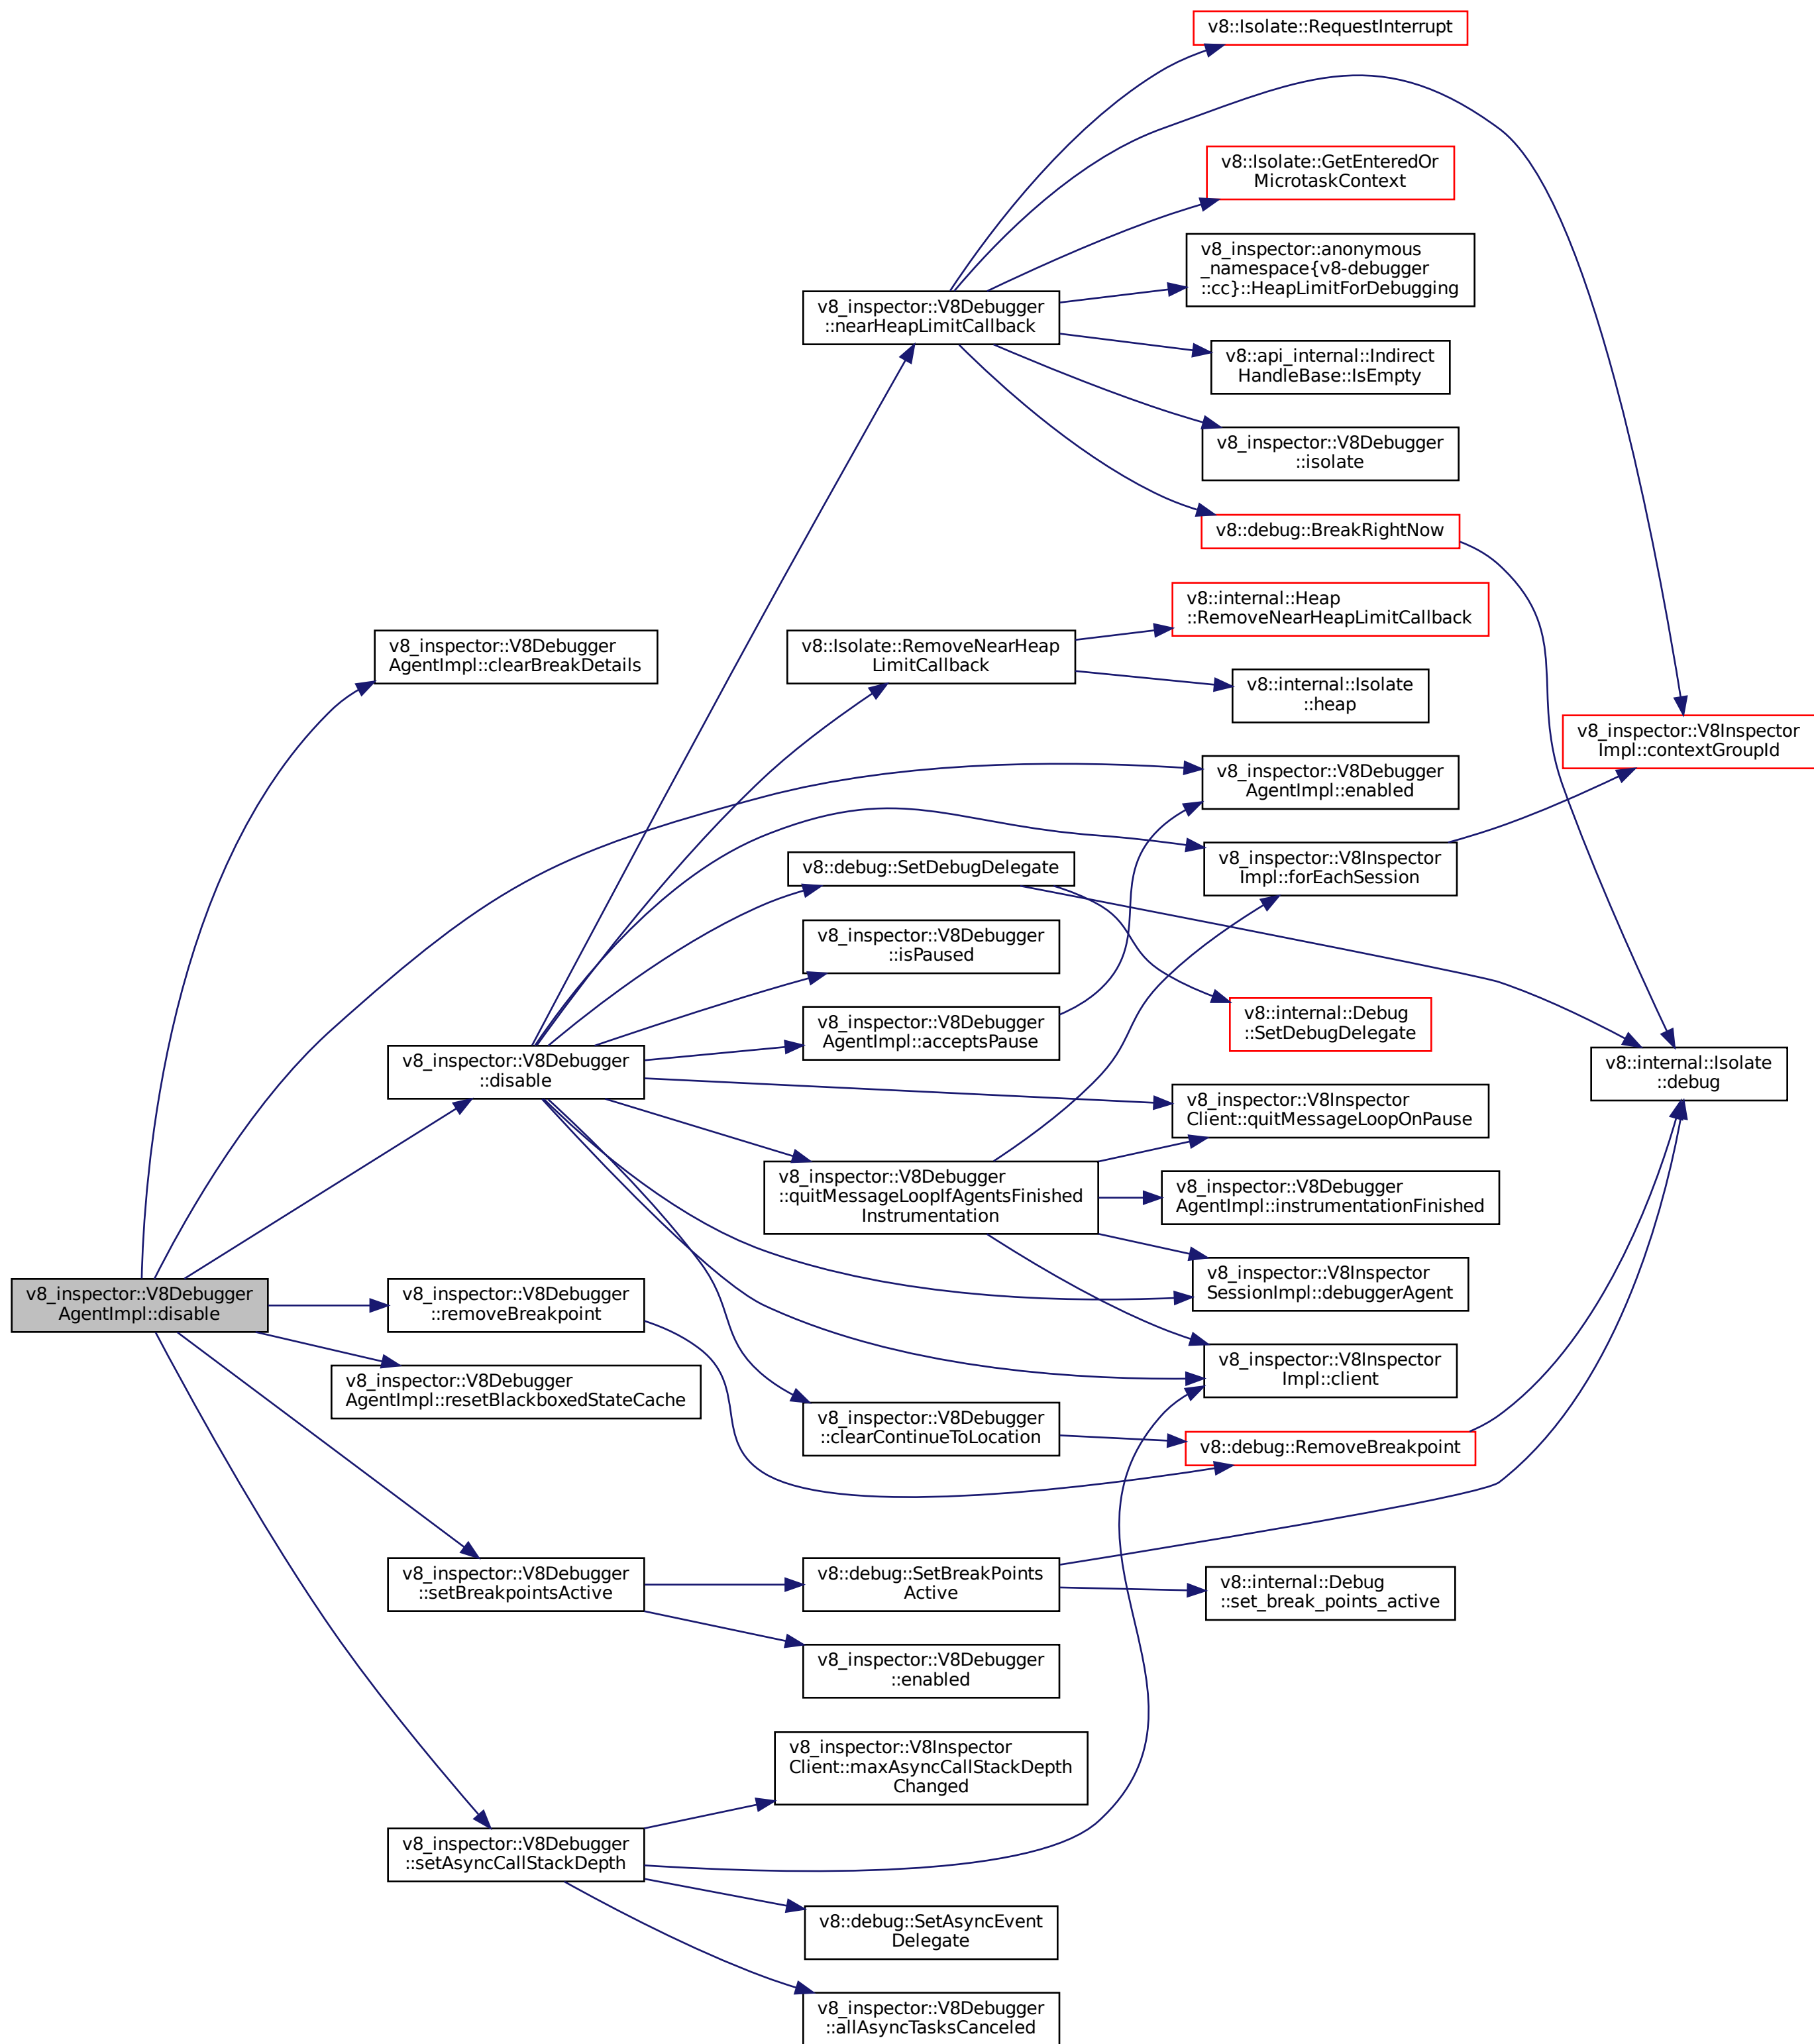 v8::Isolate::RequestInterrupt
v8::Isolate::GetEnteredOr
MicrotaskContext
v8_inspector::anonymous
_namespace{v8-debugger
::cc}::HeapLimitForDebugging
v8_inspector::V8Debugger
::nearHeapLimitCallback
v8::api_internal::Indirect
HandleBase::IsEmpty
v8_inspector::V8Debugger
::isolate
v8::debug::BreakRightNow
v8::internal::Heap
::RemoveNearHeapLimitCallback
v8_inspector::V8Debugger
AgentImpl::clearBreakDetails
v8::Isolate::RemoveNearHeap
LimitCallback
v8::internal::Isolate
::heap
v8_inspector::V8Inspector
Impl::contextGroupId
v8_inspector::V8Debugger
AgentImpl::enabled
v8::debug::SetDebugDelegate
v8_inspector::V8Inspector
Impl::forEachSession
v8_inspector::V8Debugger
::isPaused
v8::internal::Debug
::SetDebugDelegate
v8_inspector::V8Debugger
AgentImpl::acceptsPause
v8_inspector::V8Debugger
::disable
v8::internal::Isolate
::debug
v8_inspector::V8Inspector
Client::quitMessageLoopOnPause
v8_inspector::V8Debugger
::quitMessageLoopIfAgentsFinished
Instrumentation
v8_inspector::V8Debugger
AgentImpl::instrumentationFinished
v8_inspector::V8Inspector
SessionImpl::debuggerAgent
v8_inspector::V8Debugger
AgentImpl::disable
v8_inspector::V8Debugger
::removeBreakpoint
v8_inspector::V8Inspector
Impl::client
v8_inspector::V8Debugger
AgentImpl::resetBlackboxedStateCache
v8_inspector::V8Debugger
::clearContinueToLocation
v8::debug::RemoveBreakpoint
v8_inspector::V8Debugger
::setBreakpointsActive
v8::debug::SetBreakPoints
Active
v8::internal::Debug
::set_break_points_active
v8_inspector::V8Debugger
::enabled
v8_inspector::V8Inspector
Client::maxAsyncCallStackDepth
Changed
v8_inspector::V8Debugger
::setAsyncCallStackDepth
v8::debug::SetAsyncEvent
Delegate
v8_inspector::V8Debugger
::allAsyncTasksCanceled